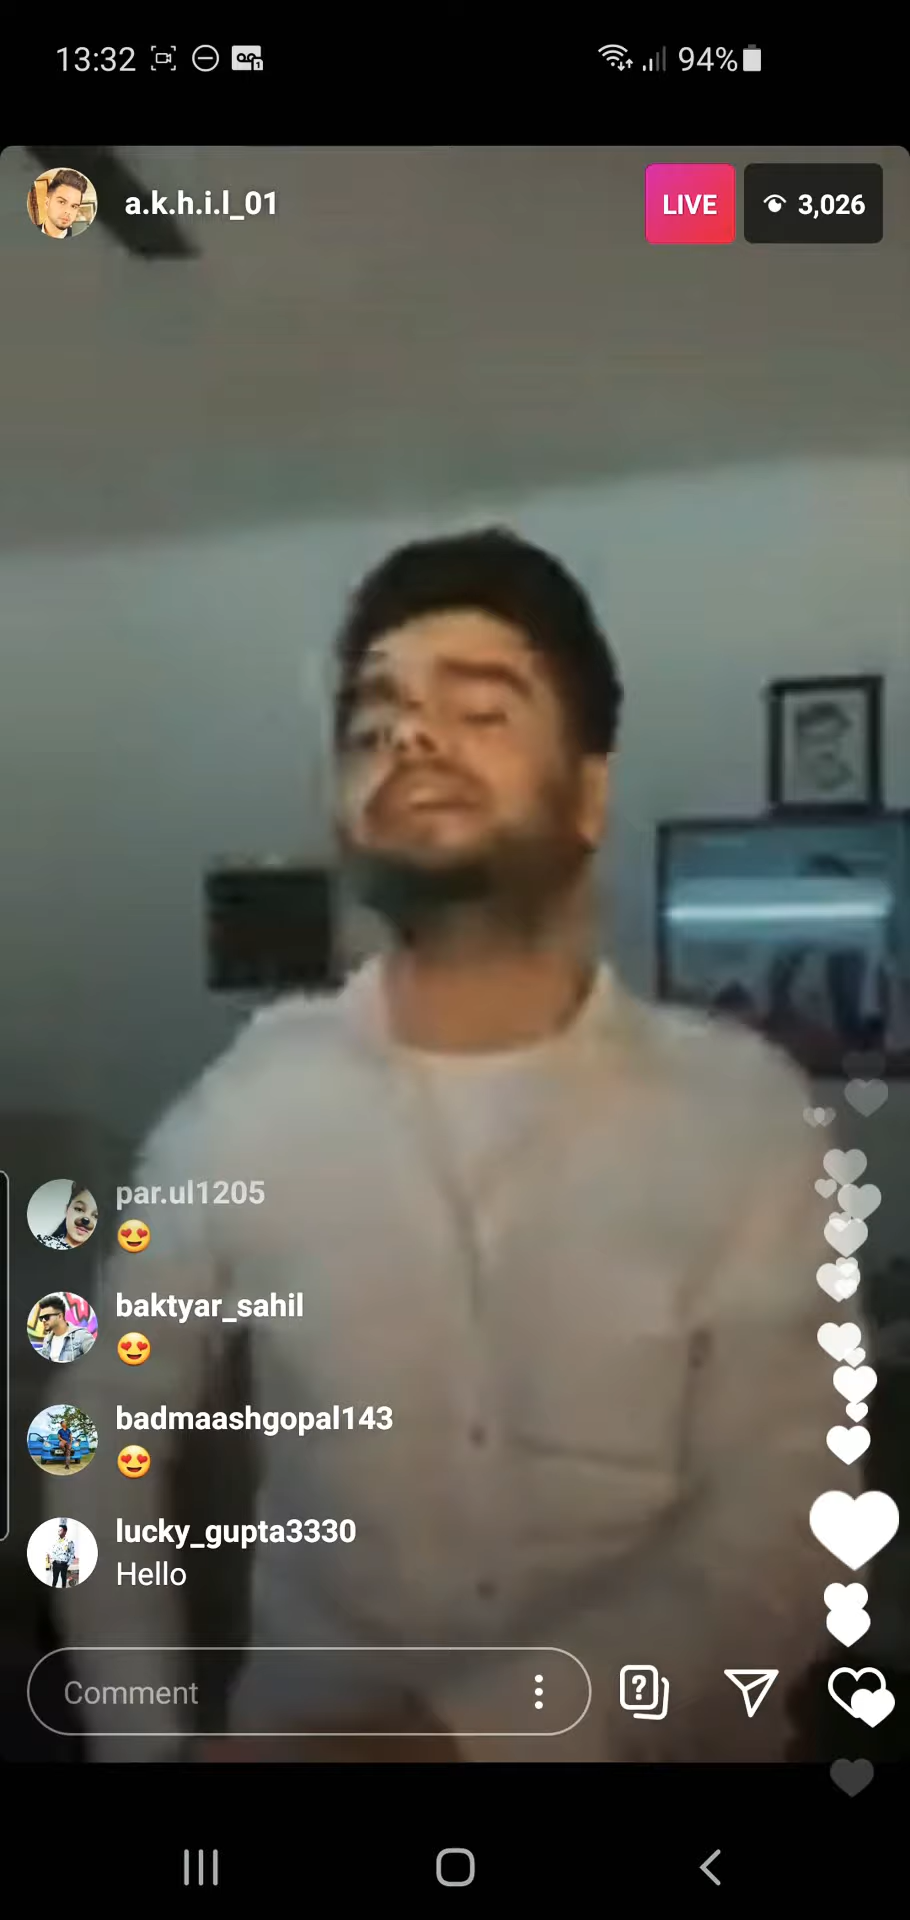 13:32 94%
a.k.h.i.l_01 LIVE 3,026
par.ul1205
😍
baktyar_sahil
😍
badmaashgopal143
😍
lucky_gupta3330
Hello
Comment